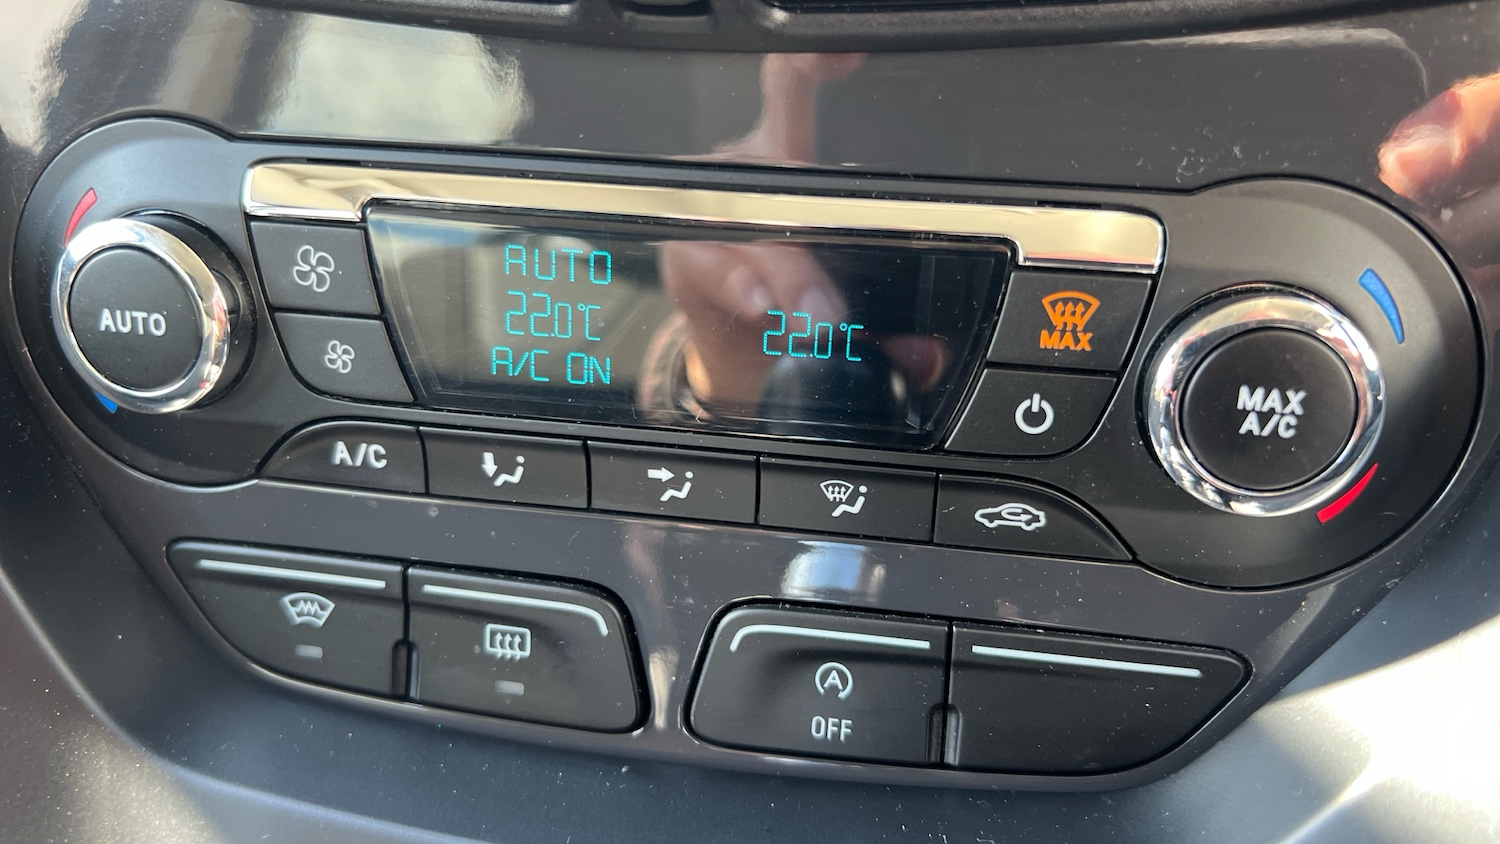 AUTO
AUTO
22.0°C
22.0°C
A/C ON
MAX
MAX
A/C
A/C
A
OFF